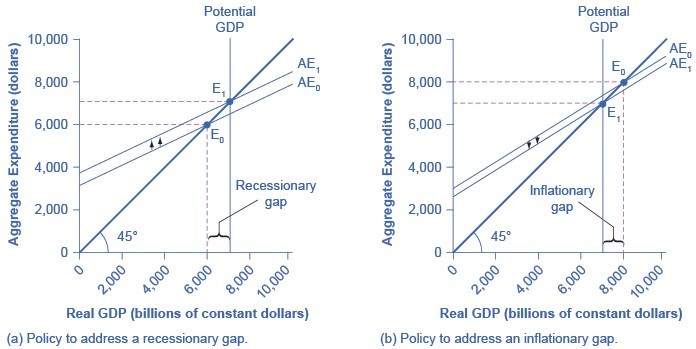 Potential
GDP
Aggregate Expenditure (dollars)
10,000
8,000
6,000
4,000
2,000
0
AE1
AE0
E1
E0
Recessionary
gap
45°
0
2,000
4,000
6,000
8,000
10,000
Real GDP (billions of constant dollars)
(a) Policy to address a recessionary gap.
Potential
GDP
Aggregate Expenditure (dollars)
10,000
8,000
6,000
4,000
2,000
0
AE0
AE1
E0
E1
Inflationary
gap
45°
0
2,000
4,000
6,000
8,000
10,000
Real GDP (billions of constant dollars)
(b) Policy to address an inflationary gap.